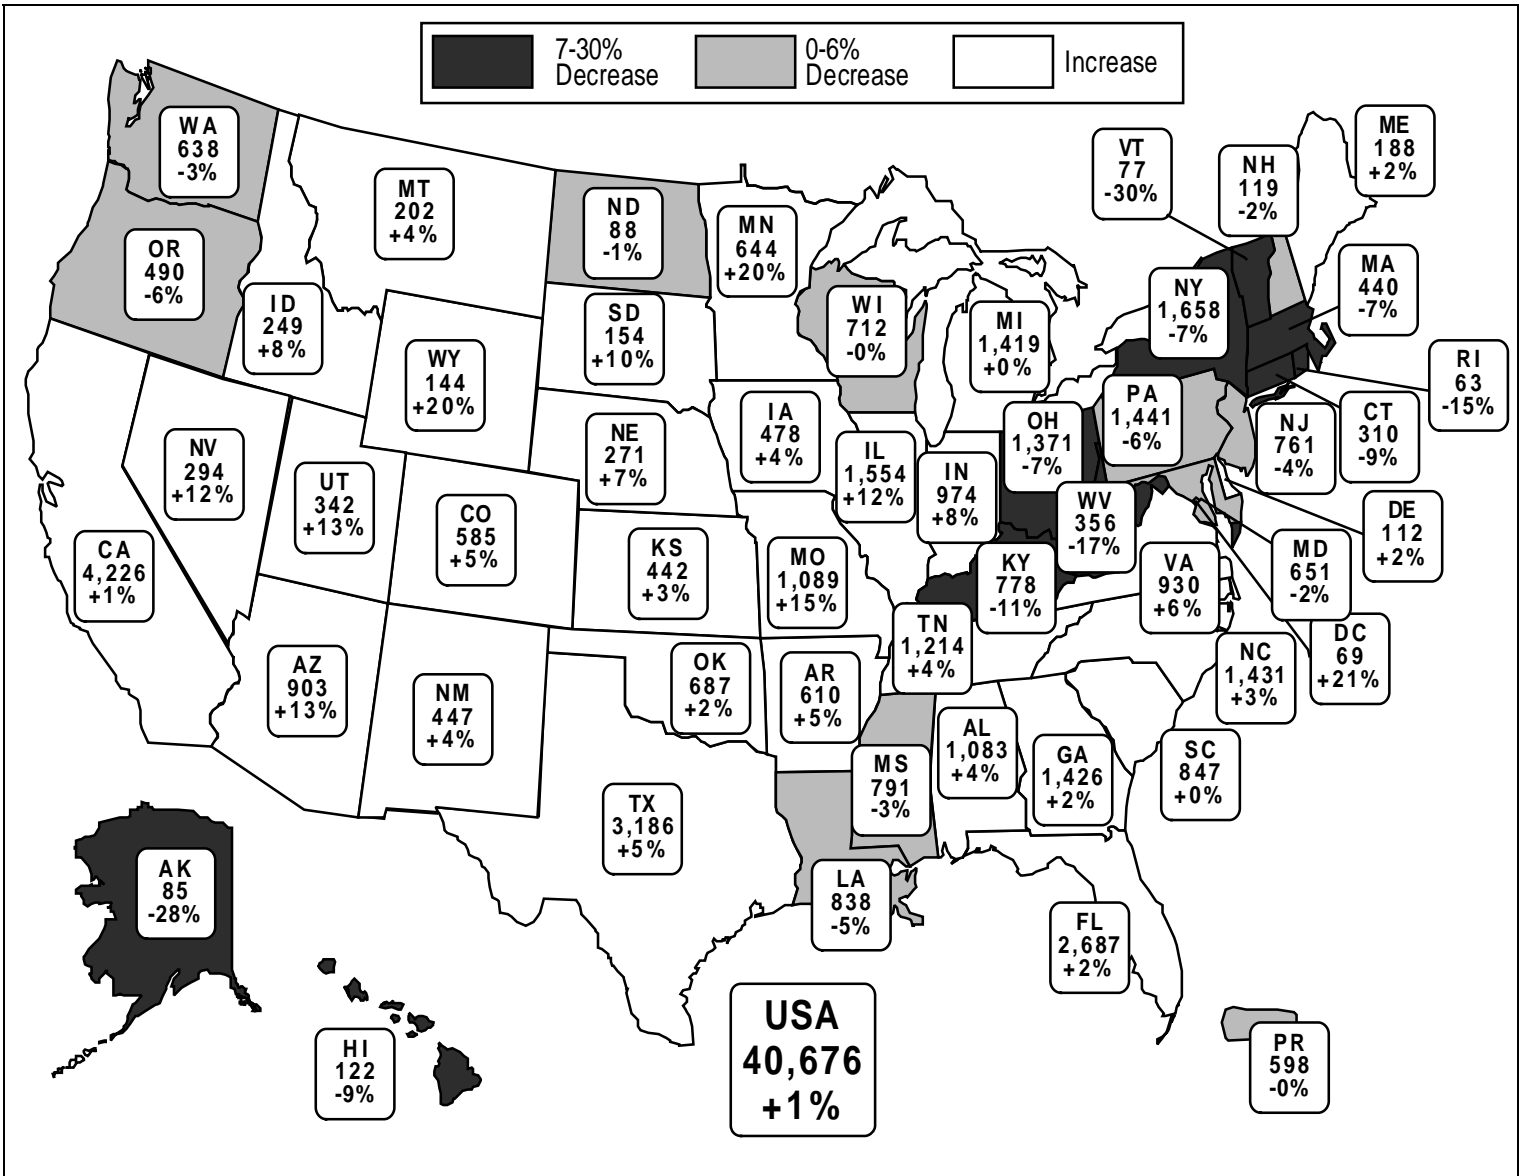 7-30%
Decrease
0-6%
Decrease
Increase
WA
638
-3%
MT
202
+4%
ND
88
-1%
MN
644
+20%
VT
77
-30%
NH
119
-2%
ME
188
+2%
OR
490
-6%
ID
249
+8%
SD
154
+10%
WI
712
-0%
MI
1,419
+0%
NY
1,658
-7%
MA
440
-7%
WY
144
+20%
RI
63
-15%
NV
294
+12%
UT
342
+13%
NE
271
+7%
IA
478
+4%
IL
1,554
+12%
IN
974
+8%
OH
1,371
-7%
PA
1,441
-6%
NJ
761
-4%
CT
310
-9%
CA
4,226
+1%
CO
585
+5%
KS
442
+3%
MO
1,089
+15%
KY
778
-11%
WV
356
-17%
VA
930
+6%
MD
651
-2%
DE
112
+2%
AZ
903
+13%
NM
447
+4%
OK
687
+2%
AR
610
+5%
TN
1,214
+4%
NC
1,431
+3%
DC
69
+21%
TX
3,186
+5%
MS
791
-3%
AL
1,083
+4%
GA
1,426
+2%
SC
847
+0%
AK
85
-28%
LA
838
-5%
FL
2,687
+2%
HI
122
-9%
USA
40,676
+1%
PR
598
-0%